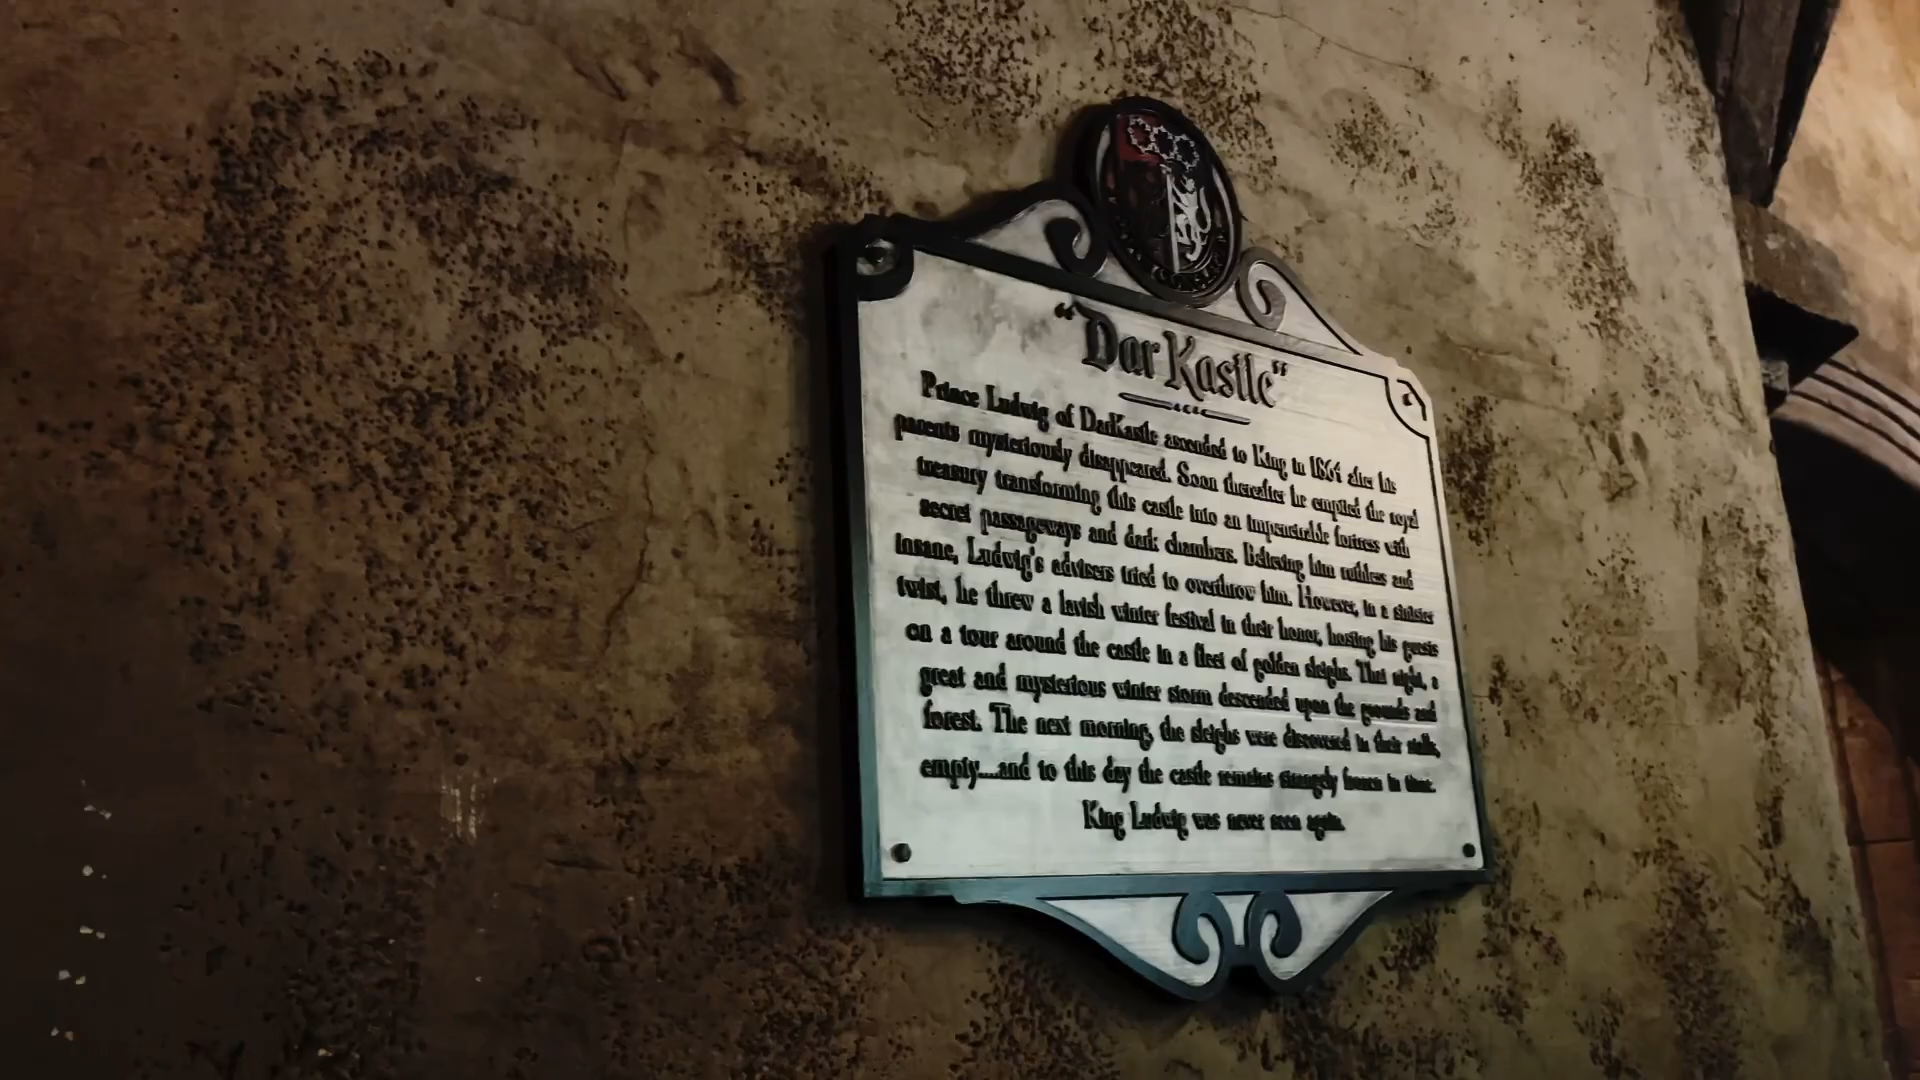 "DarKastle"
Prince Ludwig of DarKastle ascended to King in 1864 after his
parents mysteriously disappeared. Soon thereafter he emptied the royal
treasury transforming this castle into an impenetrable fortress with
secret passageways and dark chambers. Believing him ruthless and
insane, Ludwig's advisers tried to overthrow him. However, in a sinister
twist, he threw a lavish winter festival in their honor, hosting his guests
on a tour around the castle in a fleet of golden sleighs. That night, a
great and mysterious winter storm descended upon the grounds and
forest. The next morning, the sleighs were discovered in their stalls,
empty....and to this day the castle remains strangely frozen in time.
King Ludwig was never seen again.